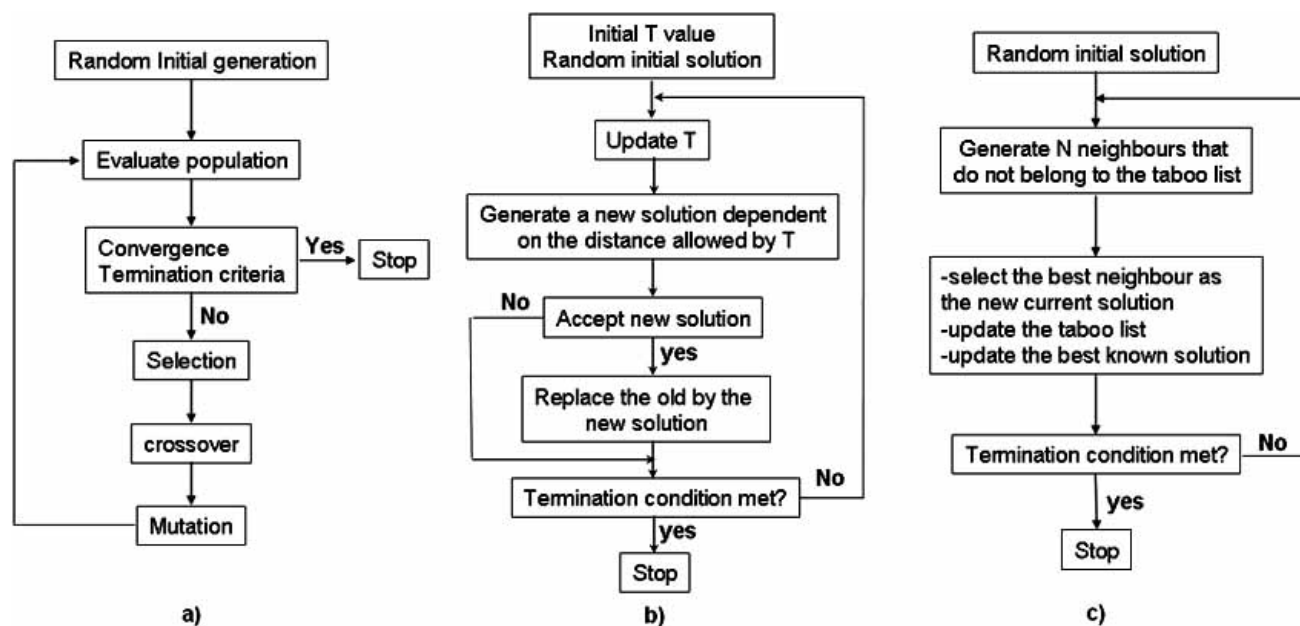 Random Initial generation
Evaluate population
Convergence
Termination criteria
Yes
Stop
No
Selection
crossover
Mutation
a)
Initial T value
Random initial solution
Update T
Generate a new solution dependent
on the distance allowed by T
No
Accept new solution
yes
Replace the old by the
new solution
No
Termination condition met?
yes
Stop
b)
Random initial solution
Generate N neighbours that
do not belong to the taboo list
-select the best neighbour as
the new current solution
-update the taboo list
-update the best known solution
Termination condition met?
No
yes
Stop
c)